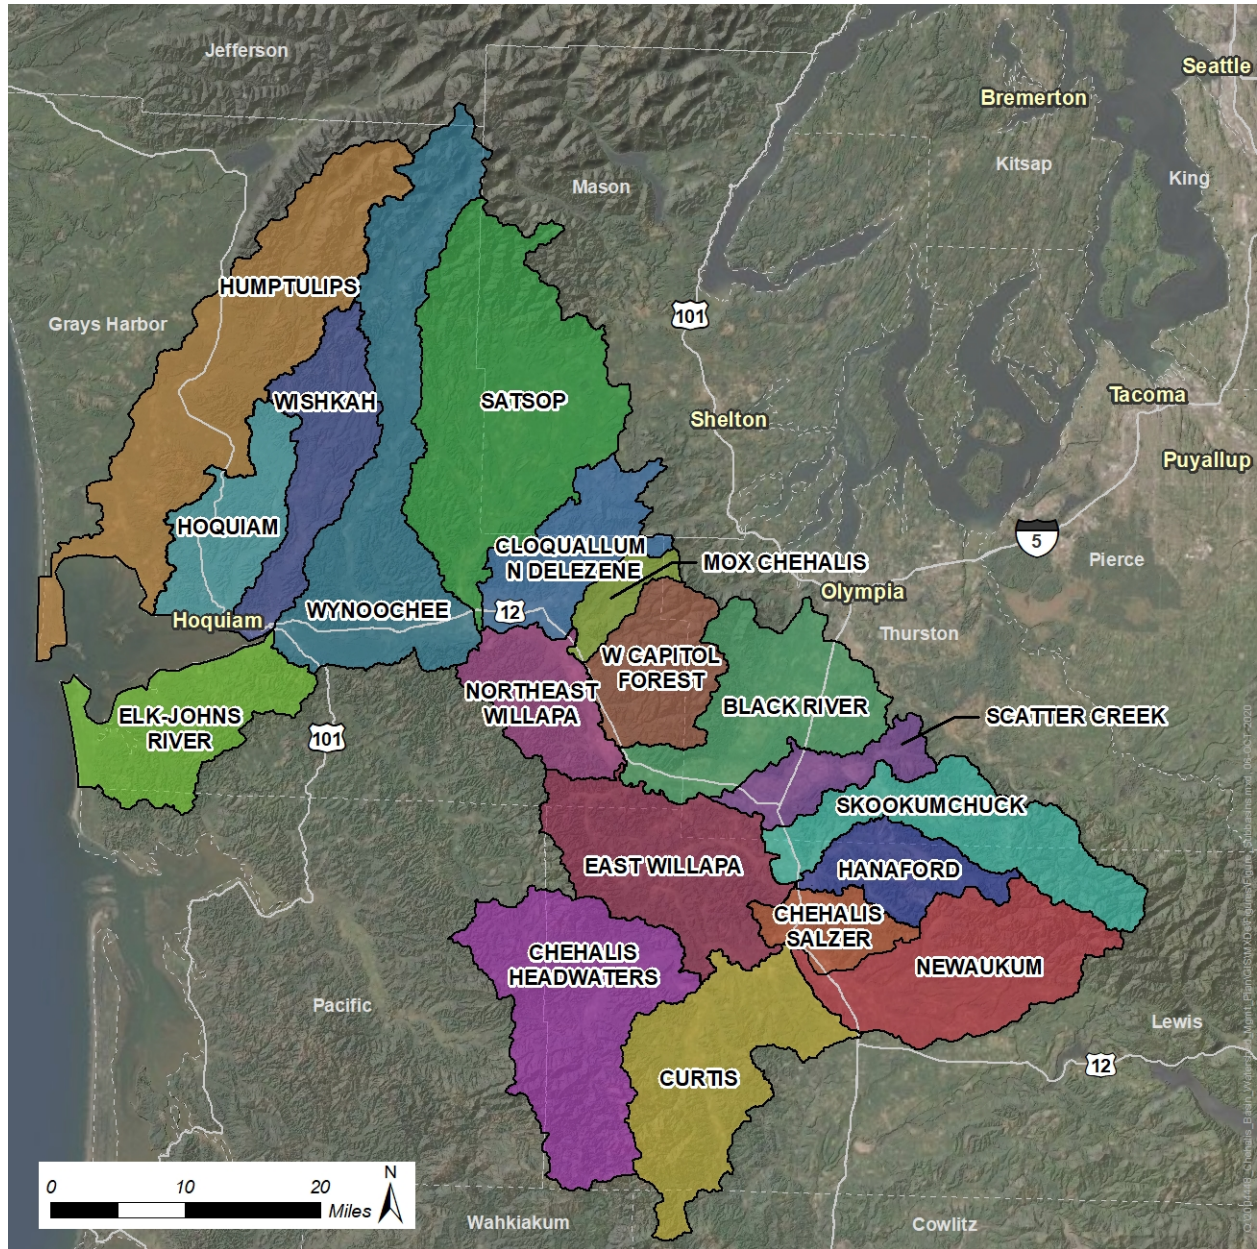 Jefferson
Seattle
Bremerton
Kitsap
Mason
King
HUMPTULIPS
Grays Harbor
101
WISHKAH
SATSOP
Shelton
Tacoma
Puyallup
HOQUIAM
CLOQUALLUM
N DELEZENE
MOX CHEHALIS
5
Pierce
Hoquiam
WYNOOCHEE
12
Olympia
Thurston
W CAPITOL
FOREST
NORTHEAST
WILLAPA
BLACK RIVER
ELK-JOHNS
RIVER
101
SCATTER CREEK
SKOOKUMCHUCK
EAST WILLAPA
HANAFORD
CHEHALIS
SALZER
CHEHALIS
HEADWATERS
NEWAUKUM
Pacific
Lewis
12
CURTIS
0 10 20
Miles
N
Wahkiakum
Cowlitz